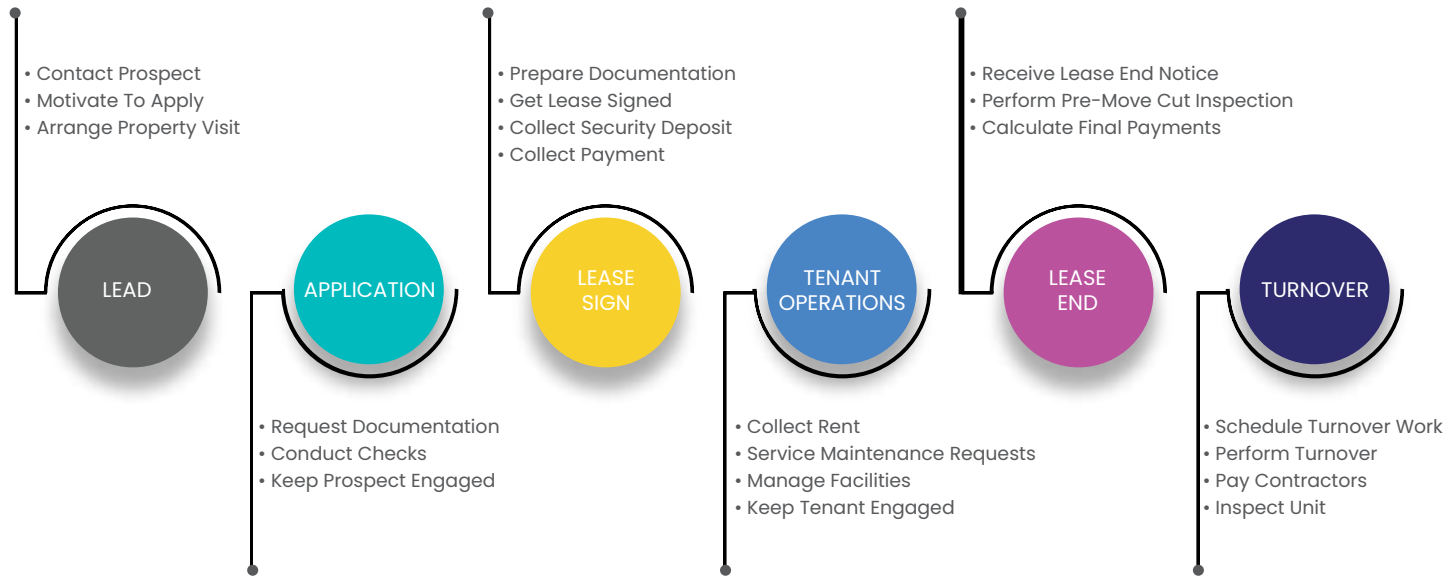 • Contact Prospect
• Motivate To Apply
• Arrange Property Visit
LEAD
APPLICATION
• Request Documentation
• Conduct Checks
• Keep Prospect Engaged
• Prepare Documentation
• Get Lease Signed
• Collect Security Deposit
• Collect Payment
LEASE
SIGN
TENANT
OPERATIONS
• Collect Rent
• Service Maintenance Requests
• Manage Facilities
• Keep Tenant Engaged
• Receive Lease End Notice
• Perform Pre-Move Cut Inspection
• Calculate Final Payments
LEASE
END
TURNOVER
• Schedule Turnover Work
• Perform Turnover
• Pay Contractors
• Inspect Unit